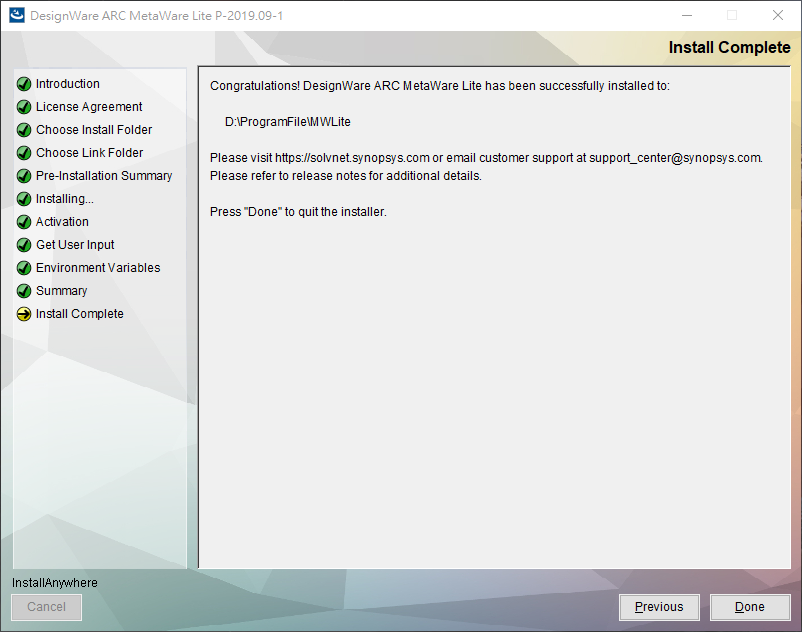 DesignWare ARC MetaWare Lite P-2019.09-1
Install Complete
Introduction
License Agreement
Choose Install Folder
Choose Link Folder
Pre-Installation Summary
Installing...
Activation
Get User Input
Environment Variables
Summary
Install Complete
Congratulations! DesignWare ARC MetaWare Lite has been successfully installed to:
D:\ProgramFile\MWLite
Please visit https://solvnet.synopsys.com or email customer support at support_center@synopsys.com.
Please refer to release notes for additional details.
Press "Done" to quit the installer.
InstallAnywhere
Cancel
Previous
Done